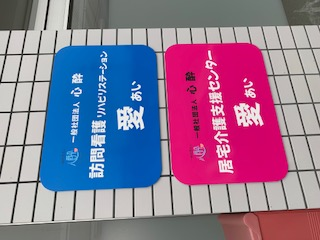 一般社団法人 心酔
訪問看護 リハビリステーション
愛 あい
一般社団法人 心酔
居宅介護支援センター
愛 あい